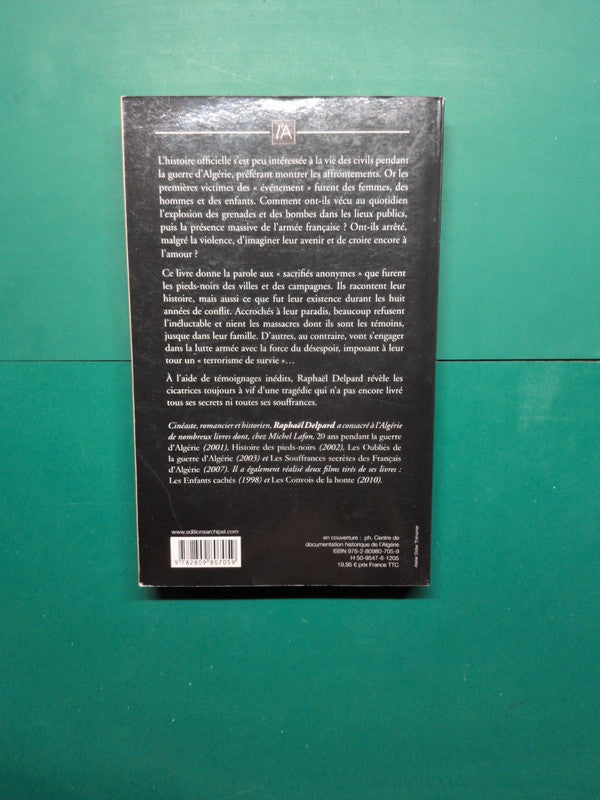 l'A
L'histoire officielle s'est peu intéressée à la vie des civils pendant
la guerre d'Algérie, préférant montrer les affrontements. Or les
premières victimes des « événement » furent des femmes, des
hommes et des enfants. Comment ont-ils vécu au quotidien
l'explosion des grenades et des bombes dans les lieux publics,
puis la présence massive de l'armée française ? Ont-ils arrêté,
malgré la violence, d'imaginer leur avenir et de croire encore à
l'amour ?
Ce livre donne la parole aux « sacrifiés anonymes » que furent
les pieds-noirs des villes et des campagnes. Ils racontent leur
histoire, mais aussi ce que fut leur existence durant les huit
années de conflit. Accrochés à leur paradis, beaucoup refusent
l'inéluctable et nient les massacres dont ils sont les témoins,
jusque dans leur famille. D'autres, au contraire, vont s'engager
dans la lutte armée avec la force du désespoir, imposant à leur
tour un « terrorisme de survie »...
À l'aide de témoignages inédits, Raphaël Delpard révèle les
cicatrices toujours à vif d'une tragédie qui n'a pas encore livré
tous ses secrets ni toutes ses souffrances.
Cinéaste, romancier et historien, Raphaël Delpard a consacré à l'Algérie
de nombreux livres dont, chez Michel Lafon, 20 ans pendant la guerre
d'Algérie (2001), Histoire des pieds-noirs (2002), Les Oubliés de
la guerre d'Algérie (2003) et Les Souffrances secrètes des Français
d'Algérie (2007). Il a également réalisé deux films tirés de ses livres :
Les Enfants cachés (1998) et Les Convois de la honte (2010).
www.editionsarchipel.com
9 782809 807059
en couverture : ph. Centre de
documentation historique de l'Algérie
ISBN 978-2-80980-705-9
H 50-9547-6-1205
19,95 € prix France TTC
Atelier Didier Thimonier